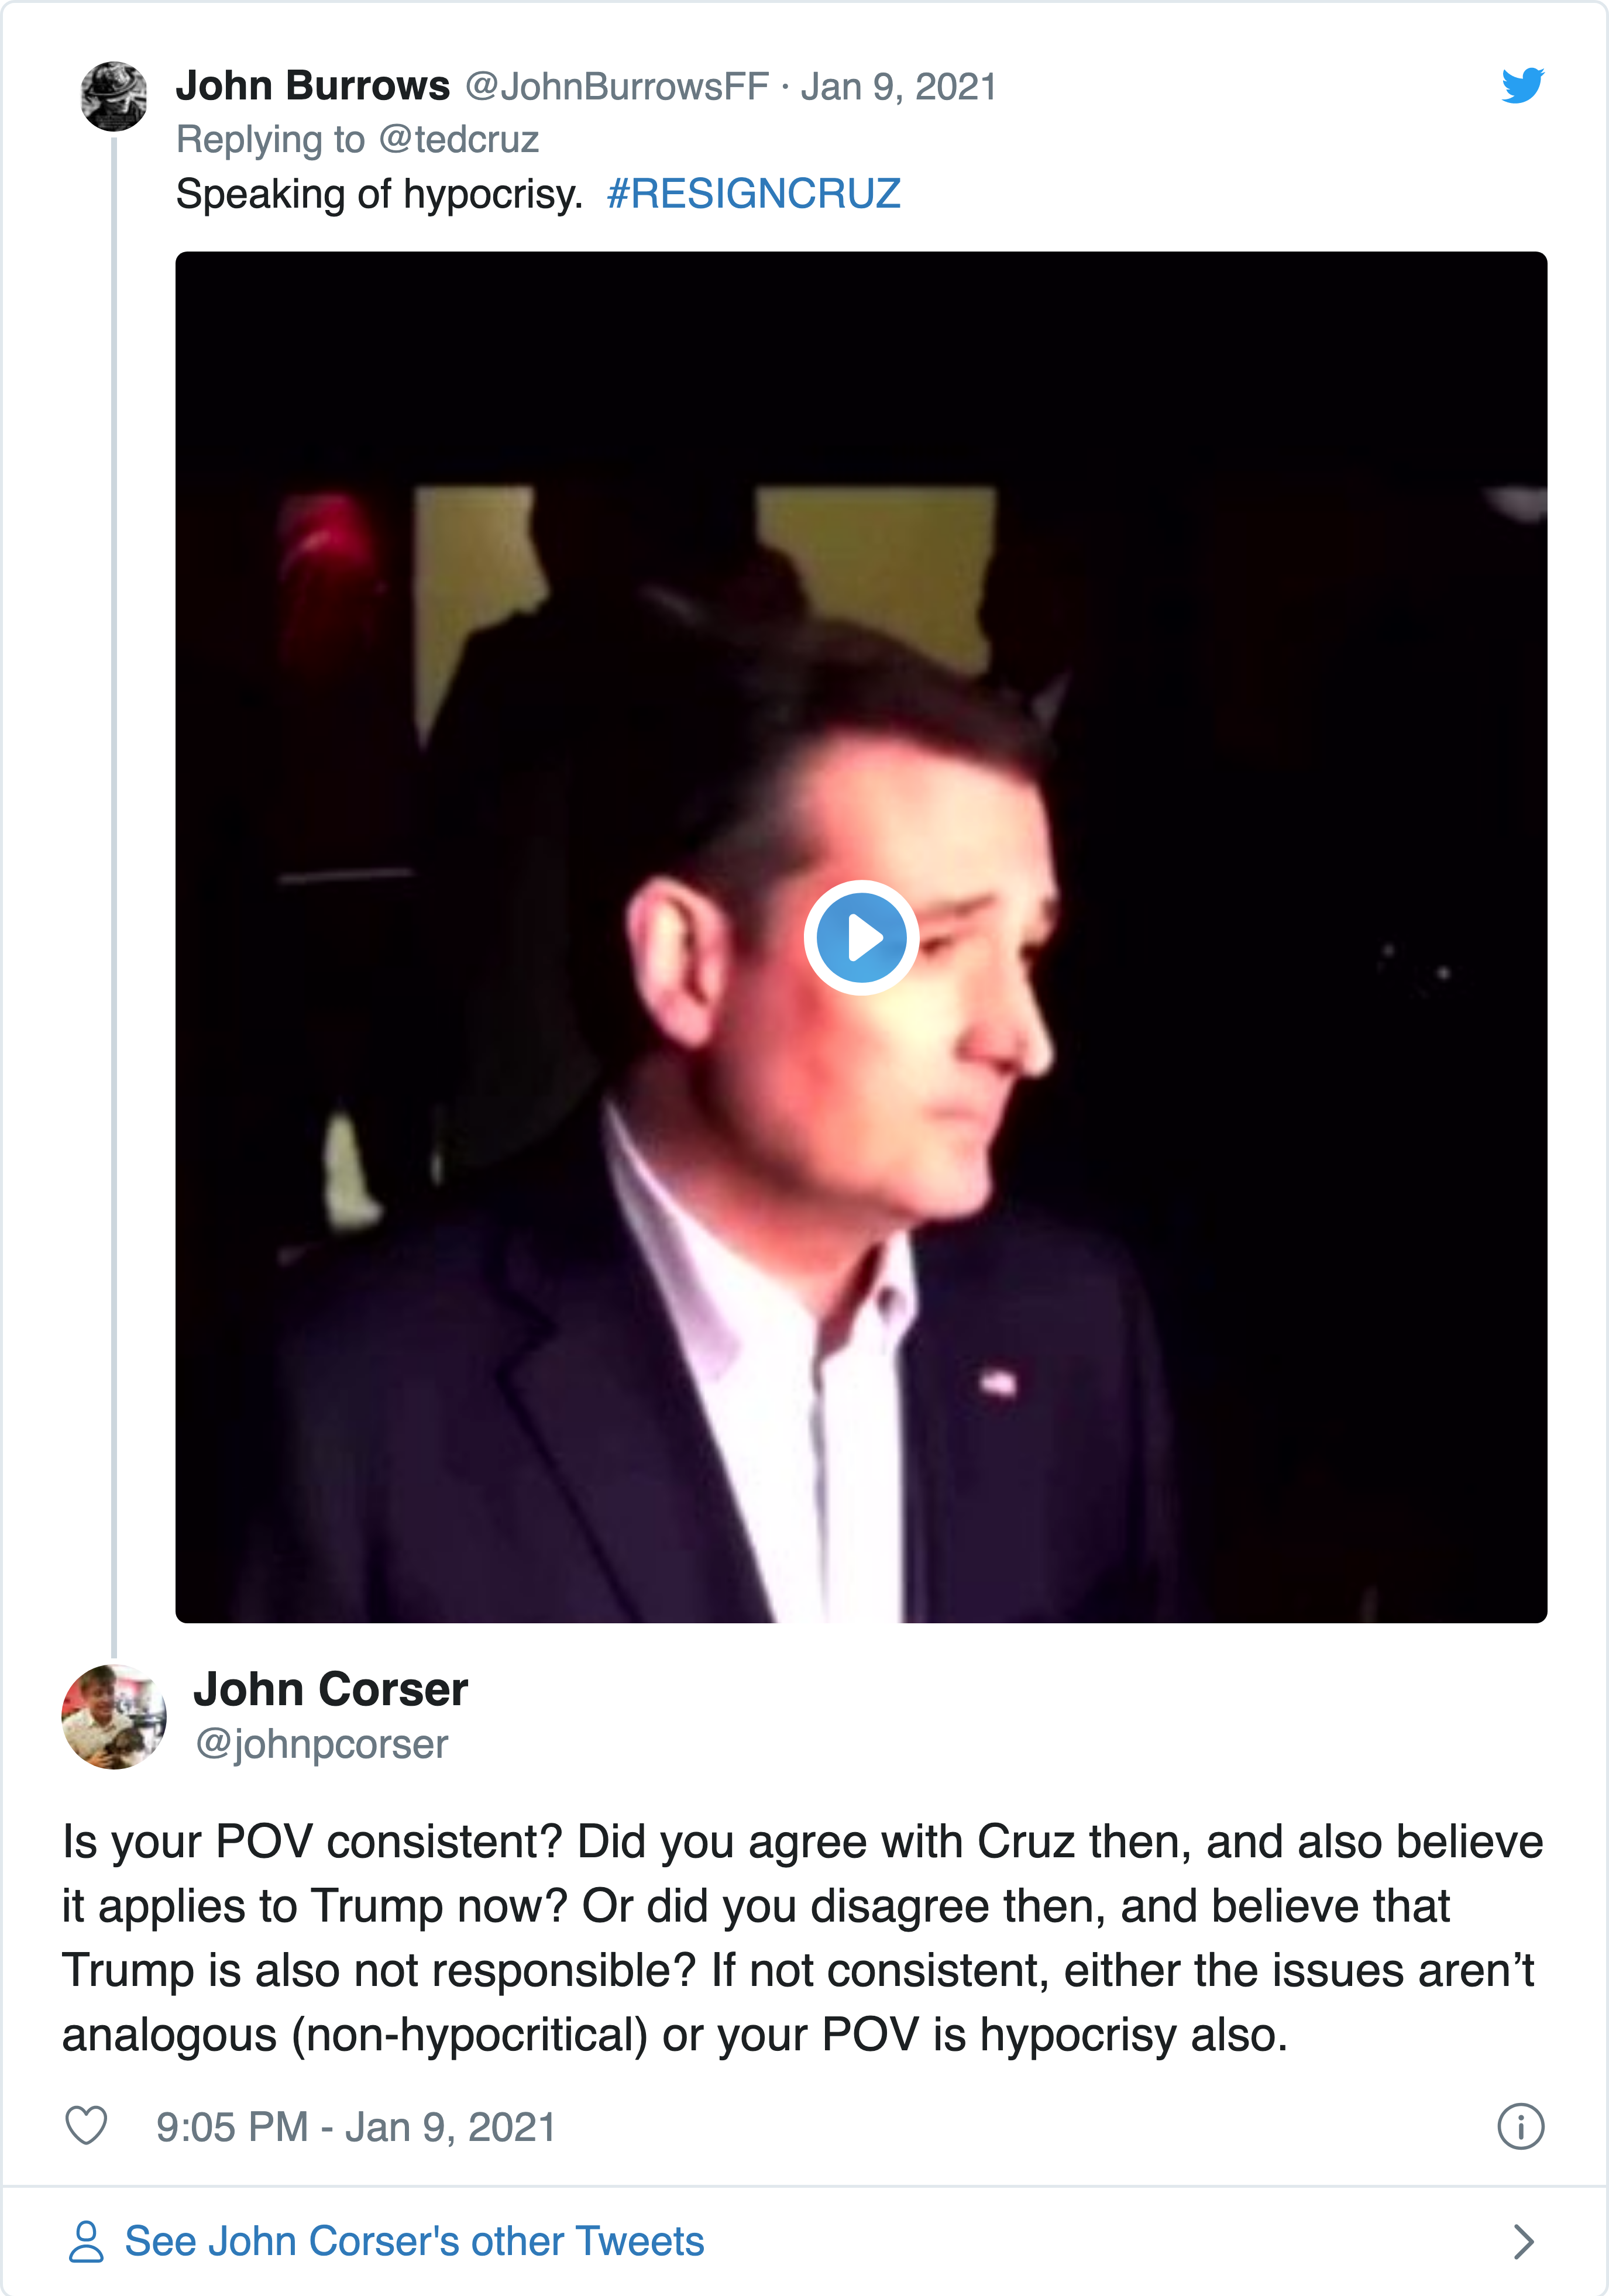 John Burrows @JohnBurrowsFF · Jan 9, 2021
Replying to @tedcruz
Speaking of hypocrisy. #RESIGNCRUZ
John Corser
@johnpcorser
Is your POV consistent? Did you agree with Cruz then, and also believe
it applies to Trump now? Or did you disagree then, and believe that
Trump is also not responsible? If not consistent, either the issues aren’t
analogous (non-hypocritical) or your POV is hypocrisy also.
9:05 PM - Jan 9, 2021
See John Corser's other Tweets